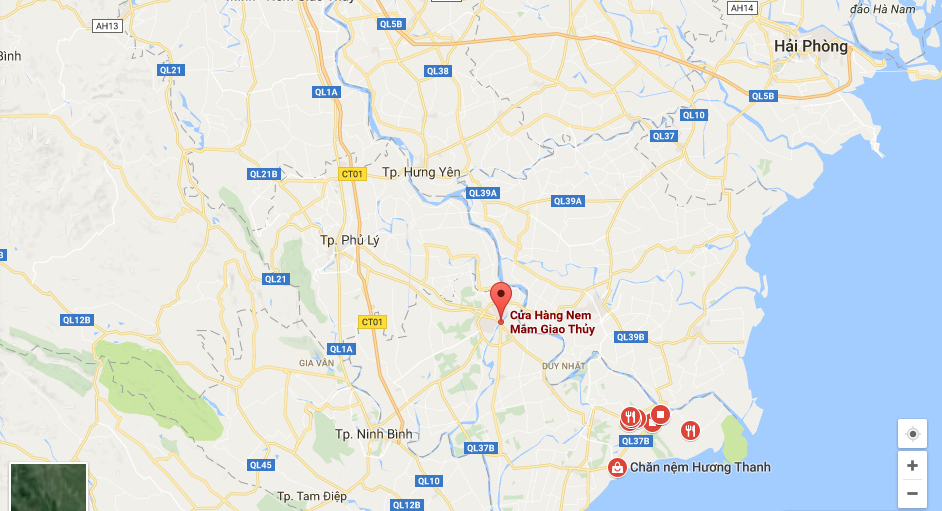 AH13
QL5B
AH14
đảo Hà Nam
Bình
Hải Phòng
QL21
QL38
QL1A
QL5B
QL10
QL37
QL21B
CT01
Tp. Hưng Yên
QL39A
QL39A
Tp. Phủ Lý
QL21
QL12B
CT01
Cửa Hàng Nem
Mắm Giao Thủy
QL39B
QL1A
GIA VÂN
DUY NHẤT
Tp. Ninh Bình
QL37B
QL37B
QL45
Chăn nệm Hương Thanh
QL10
Tp. Tam Điệp
QL12B